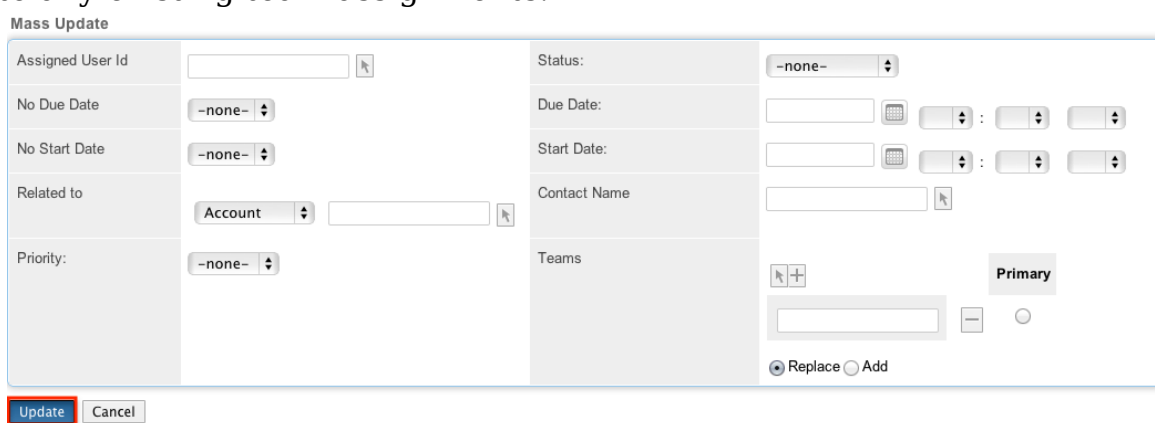 Mass Update
Assigned User Id
Status:
-none-
No Due Date
-none-
Due Date:
:
No Start Date
-none-
Start Date:
:
Related to
Account
Contact Name
Priority:
-none-
Teams
Primary
Replace Add
Update Cancel